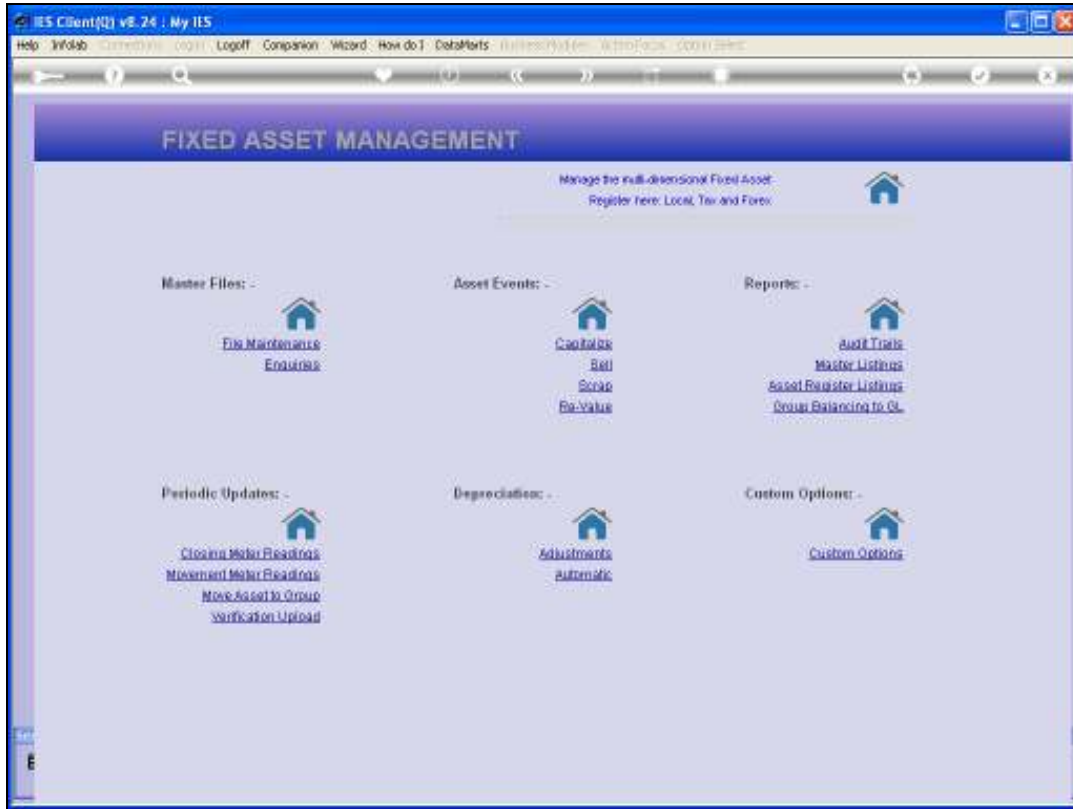 IES Client(Q) v8.24 : My IES
Help Infolab Logoff Companion Wizard How do I DataMarts
FIXED ASSET MANAGEMENT
Manage the multi-dimensional Fixed Asset
Register here: Local, Tax and Forex
Master Files: -
File Maintenance
Enquiries
Asset Events: -
Capitalize
Sell
Scrap
Re-Value
Reports: -
Audit Trails
Master Listings
Asset Register Listings
Group Balancing to GL
Periodic Updates: -
Closing Meter Readings
Movement Meter Readings
Move Asset to Group
Verification Upload
Depreciation: -
Adjustments
Automatic
Custom Options: -
Custom Options